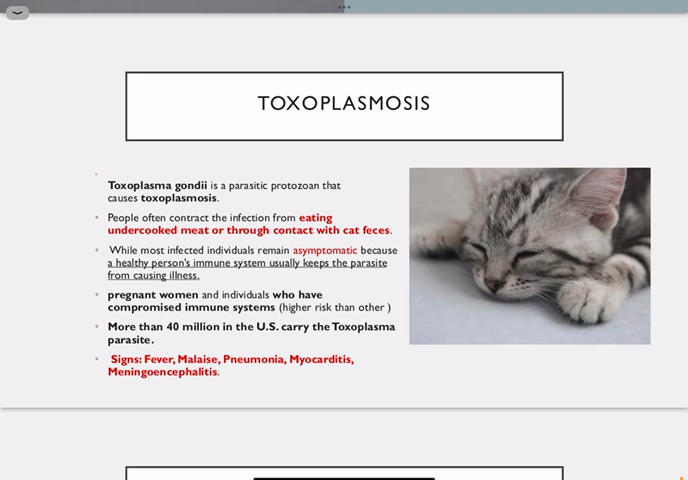 TOXOPLASMOSIS
Toxoplasma gondii is a parasitic protozoan that
causes toxoplasmosis.
People often contract the infection from eating
undercooked meat or through contact with cat feces.
While most infected individuals remain asymptomatic because
a healthy person's immune system usually keeps the parasite
from causing illness.
pregnant women and individuals who have
compromised immune systems (higher risk than other )
More than 40 million in the U.S. carry the Toxoplasma
parasite.
Signs: Fever, Malaise, Pneumonia, Myocarditis,
Meningoencephalitis.